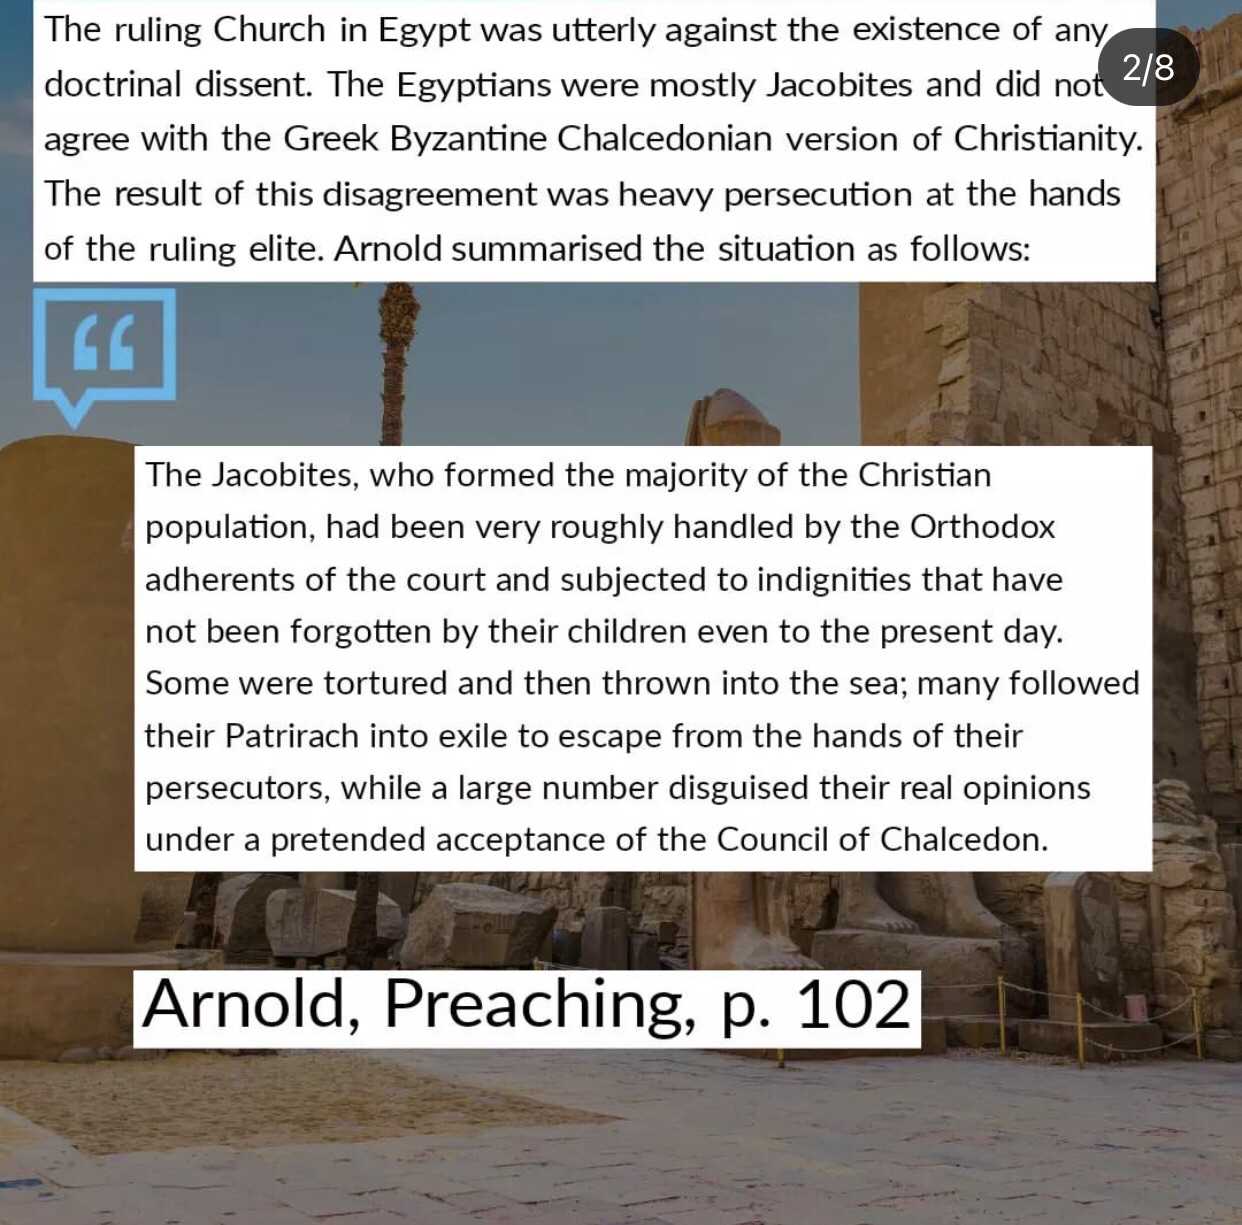 The ruling Church in Egypt was utterly against the existence of any
2/8
doctrinal dissent. The Egyptians were mostly Jacobites and did not
agree with the Greek Byzantine Chalcedonian version of Christianity.
The result of this disagreement was heavy persecution at the hands
of the ruling elite. Arnold summarised the situation as follows:
“
The Jacobites, who formed the majority of the Christian
population, had been very roughly handled by the Orthodox
adherents of the court and subjected to indignities that have
not been forgotten by their children even to the present day.
Some were tortured and then thrown into the sea; many followed
their Patrirach into exile to escape from the hands of their
persecutors, while a large number disguised their real opinions
under a pretended acceptance of the Council of Chalcedon.
Arnold, Preaching, p. 102